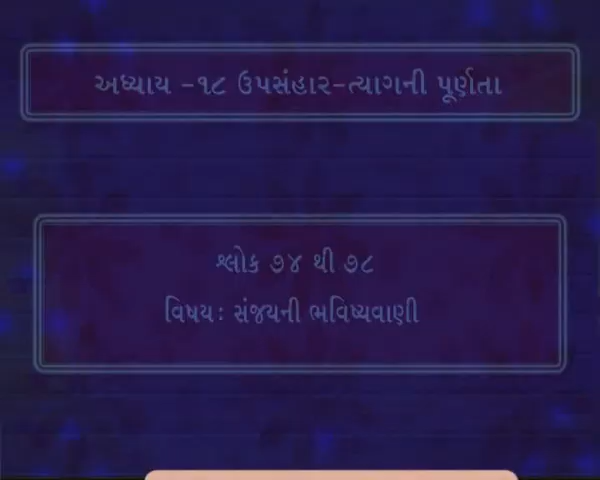 અધ્યાય -૧૮ ઉપસંહાર-ત્યાગની પૂર્ણતા
શ્લોક ૭૪ થી ૭૮
વિષય: સંજયની ભવિષ્યવાણી